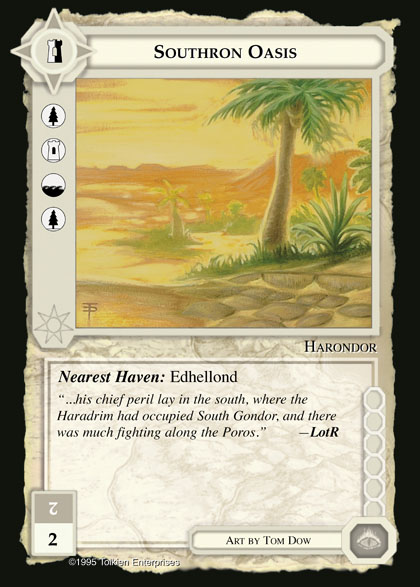 SOUTHRON OASIS
HARONDOR
Nearest Haven: Edhellond
“...his chief peril lay in the south, where the
Haradrim had occupied South Gondor, and there
was much fighting along the Poros.” —LotR
2
2
ART BY TOM DOW
©1995 Tolkien Enterprises